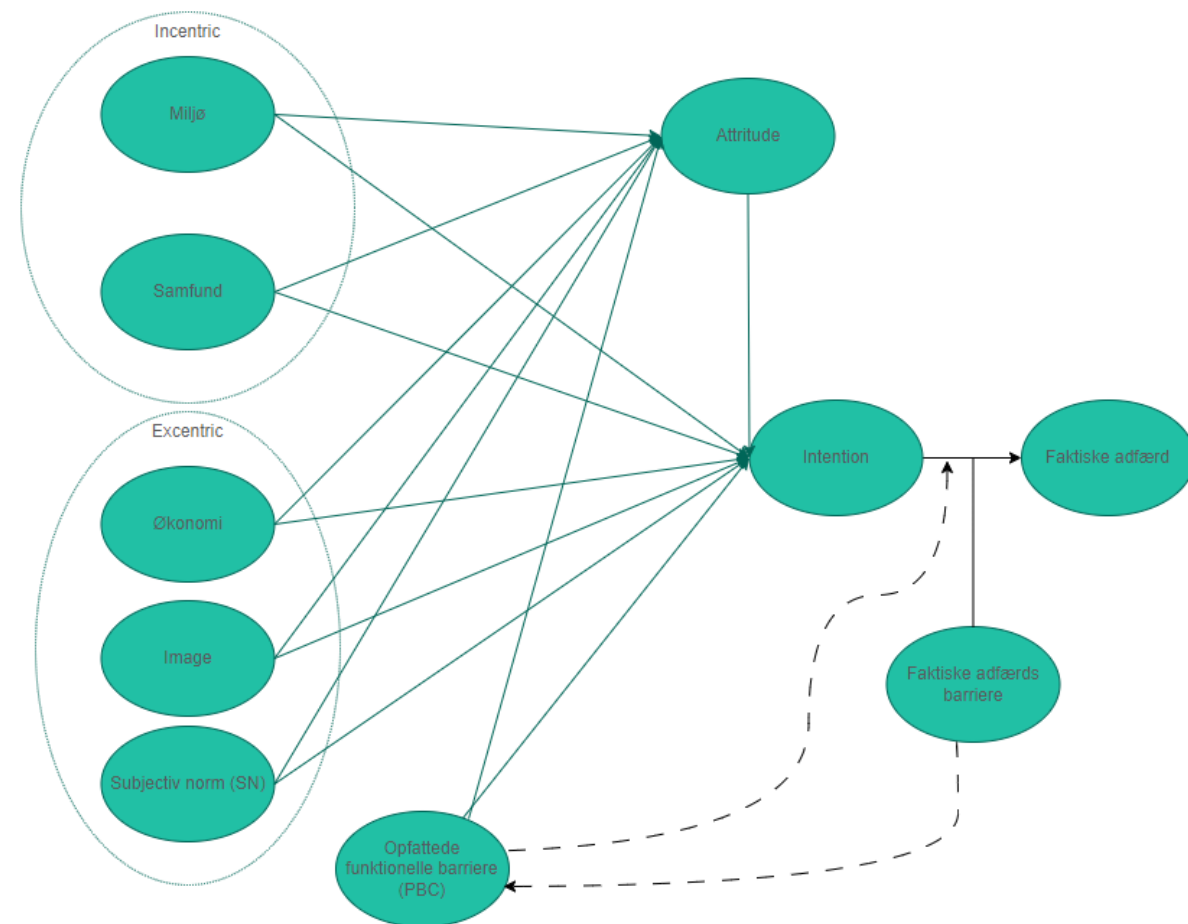 Incentric
Miljø
Attritude
Samfund
Excentric
Intention
Faktiske adfærd
Økonomi
Image
Faktiske adfærds
barriere
Subjectiv norm (SN)
Opfattede
funktionelle barriere
(PBC)